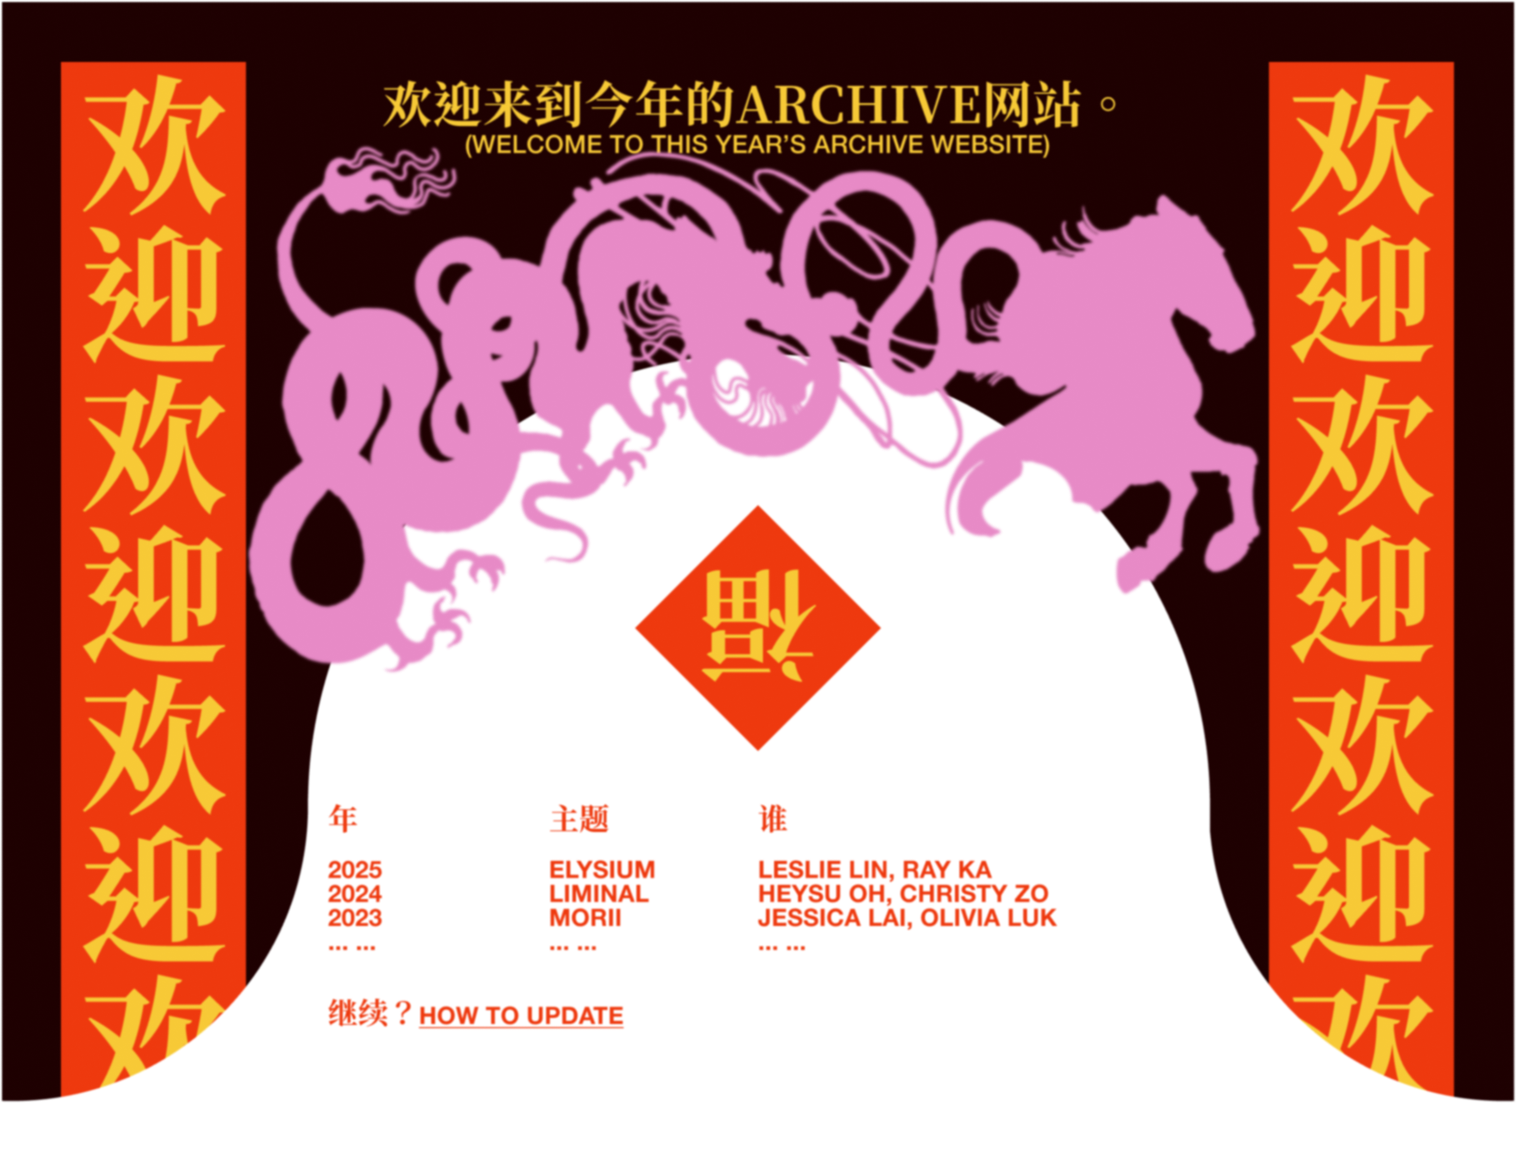 欢迎欢迎欢迎欢
欢迎来到今年的ARCHIVE网站。
(WELCOME TO THIS YEAR’S ARCHIVE WEBSITE)
福
年 主题 谁
2025 ELYSIUM LESLIE LIN, RAY KA
2024 LIMINAL HEYSU OH, CHRISTY ZO
2023 MORII JESSICA LAI, OLIVIA LUK
... ... ... ... ... ...
继续？HOW TO UPDATE
欢迎欢迎欢迎欢